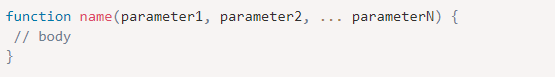 function name(parameter1, parameter2, ... parameterN) {
 // body
}